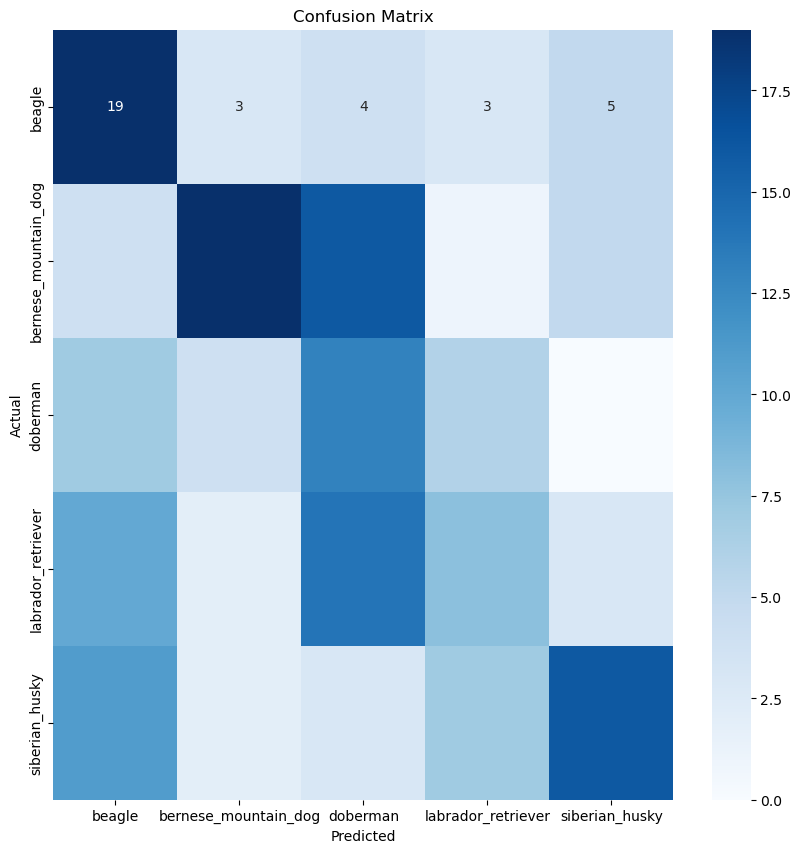 Confusion Matrix
beagle
19 3 4 3 5
bernese_mountain_dog
doberman
labrador_retriever
siberian_husky
Actual
beagle bernese_mountain_dog doberman labrador_retriever siberian_husky
Predicted
17.5
15.0
12.5
10.0
7.5
5.0
2.5
0.0